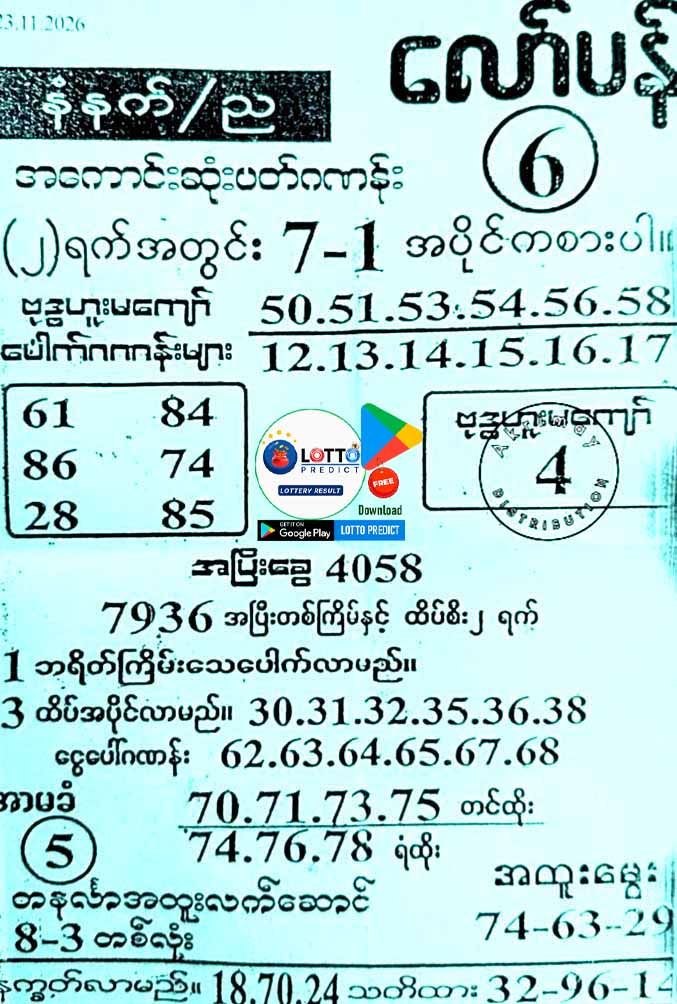 23.11.2026
လော်ပန်
နံနက်/ည
6
အကောင်းဆုံးပတ်ဂဏန်း
(၂)ရက်အတွင်း 7-1 အပိုင်ကစားပါ။
ဗုဒ္ဓဟူးမကျော် 50.51.53.54.56.58
ပေါက်ဂဏန်းများ 12.13.14.15.16.17
61 84
86 74
28 85
LOTTO
PREDICT
LOTTERY RESULT
FREE
Download
GET IT ON
Google Play
LOTTO PREDICT
ဗုဒ္ဓဟူးမကျော်
4
DISTRIBUTION
အပြီးခွေ 4058
7936 အပြီးတစ်ကြိမ်နှင့် ထိပ်စီး၂ ရက်
1 ဘရိတ်ကြိမ်းသေပေါက်လာမည်။
3 ထိပ်အပိုင်လာမည်။ 30.31.32.35.36.38
ငွေပေါ်ဂဏန်း 62.63.64.65.67.68
အာမခံ 70.71.73.75 တင်ထိုး
5 74.76.78 ရံထိုး
အထူးမွေး
တနင်္လာအထူးလက်ဆောင်
74-63-29
8-3 တစ်လုံး
နက္ခတ်လာမည်။ 18,70,24 သတိထား 32-96-14